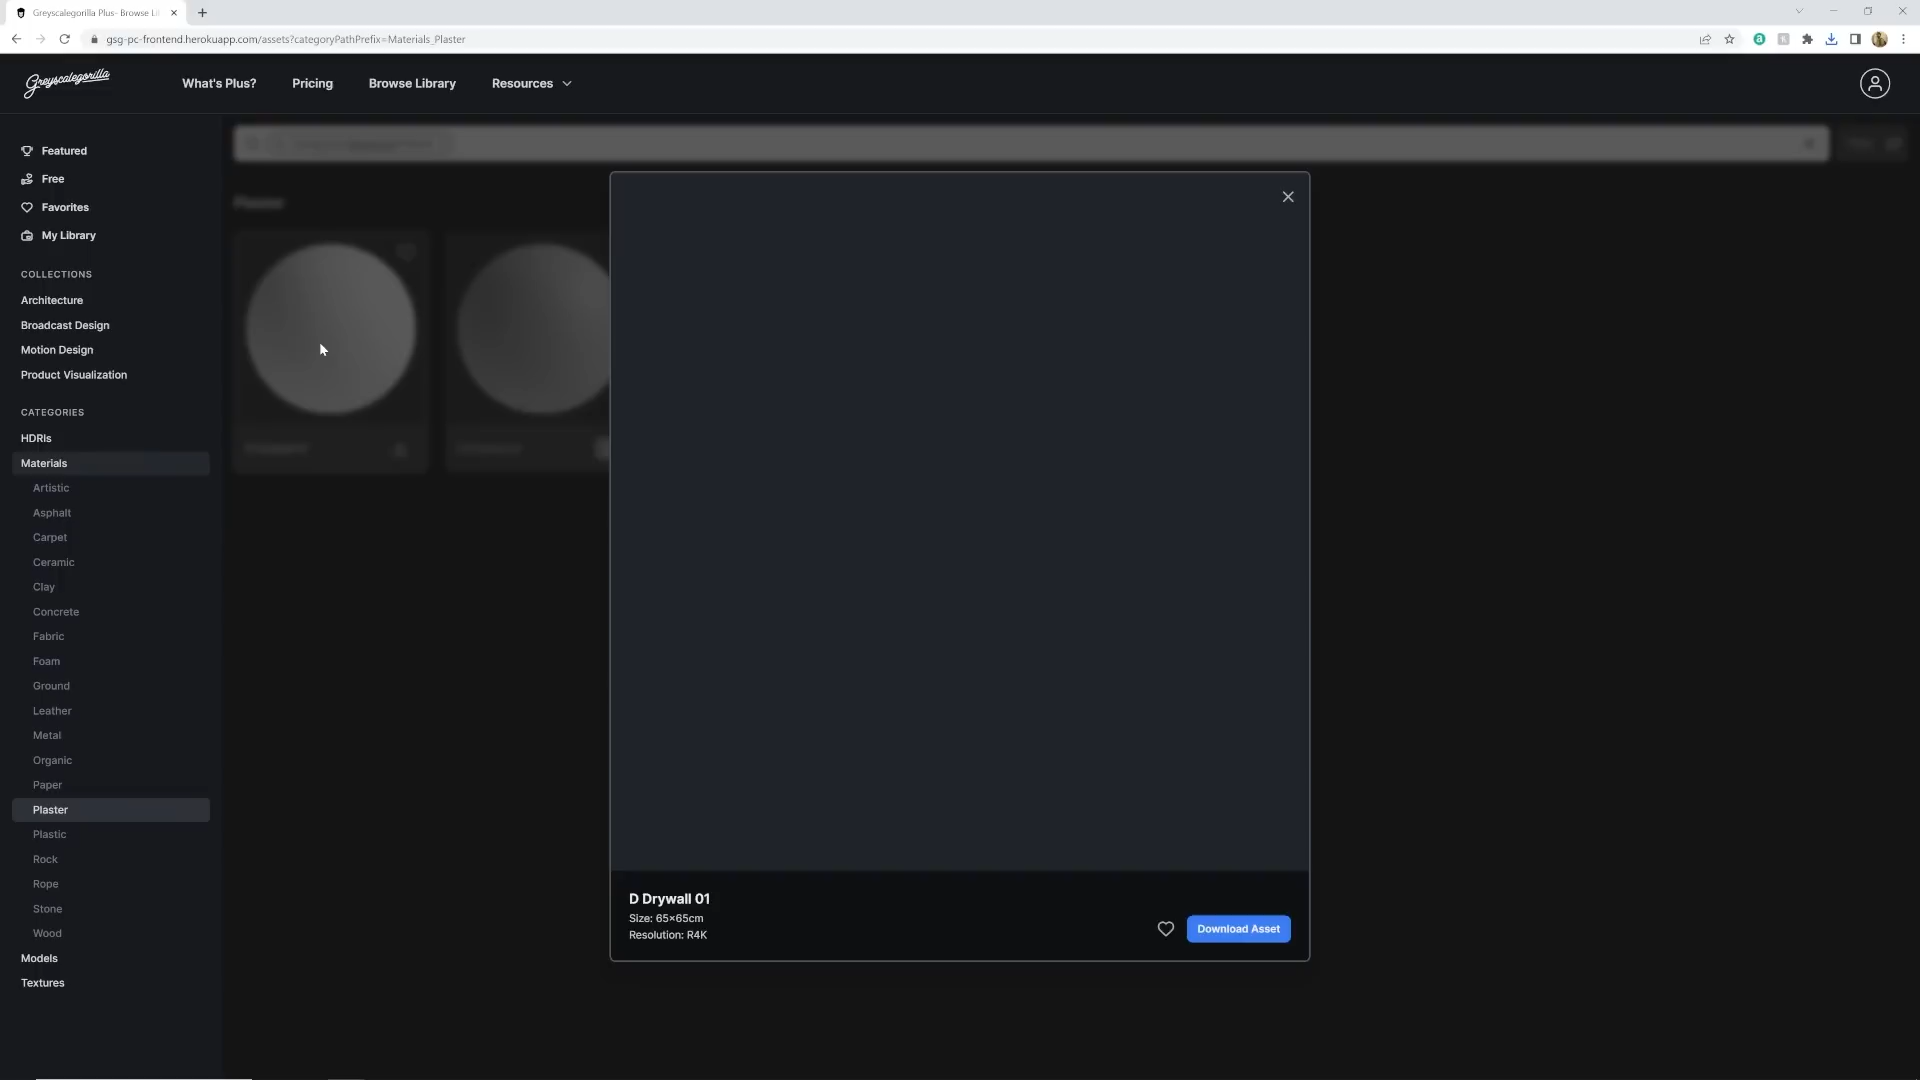 Greyscalegorilla Plus- Browse Li
gsg-pc-frontend.herokuapp.com/assets?categoryPathPrefix=Materials_Plaster
Greyscalegorilla
What's Plus?
Pricing
Browse Library
Resources
Featured
Free
Favorites
My Library
COLLECTIONS
Architecture
Broadcast Design
Motion Design
Product Visualization
CATEGORIES
HDRIs
Materials
Artistic
Asphalt
Carpet
Ceramic
Clay
Concrete
Fabric
Foam
Ground
Leather
Metal
Organic
Paper
Plaster
Plastic
Rock
Rope
Stone
Wood
Models
Textures
D Drywall 01
Size: 65×65cm
Resolution: R4K
Download Asset